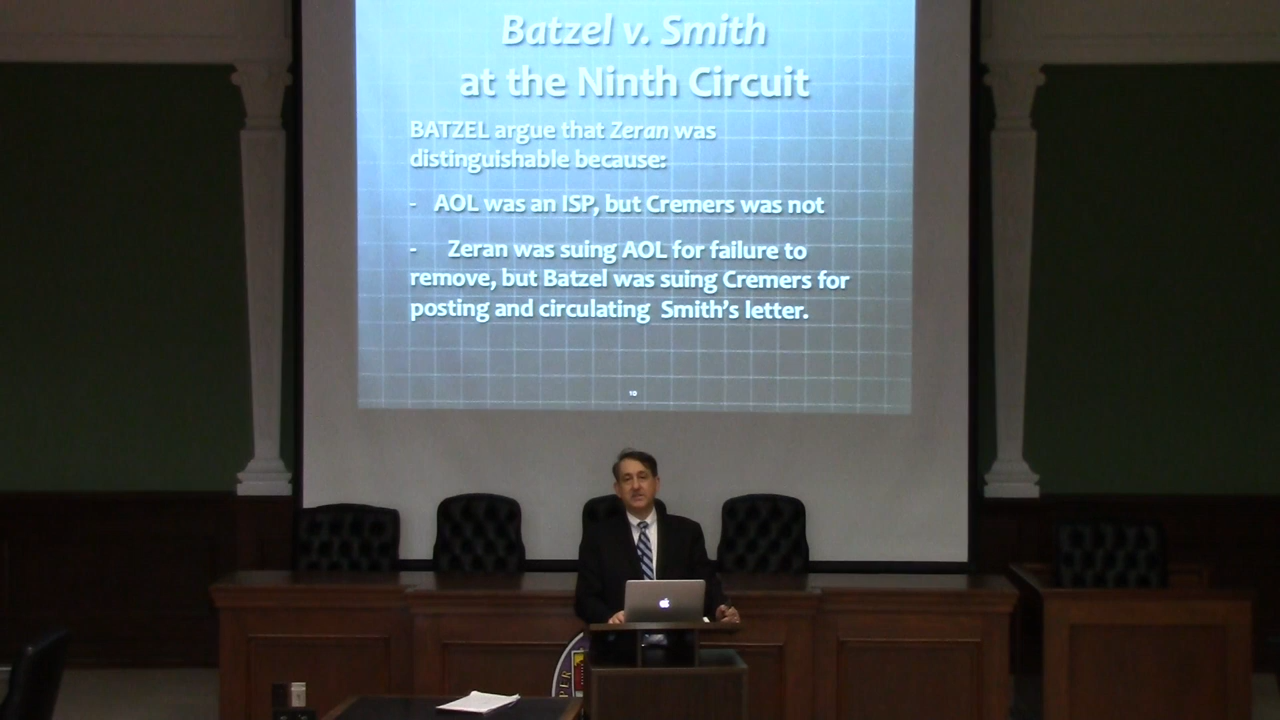 Batzel v. Smith
at the Ninth Circuit
BATZEL argue that Zeran was
distinguishable because:
- AOL was an ISP, but Cremers was not
- Zeran was suing AOL for failure to
remove, but Batzel was suing Cremers for
posting and circulating Smith's letter.
10
PER